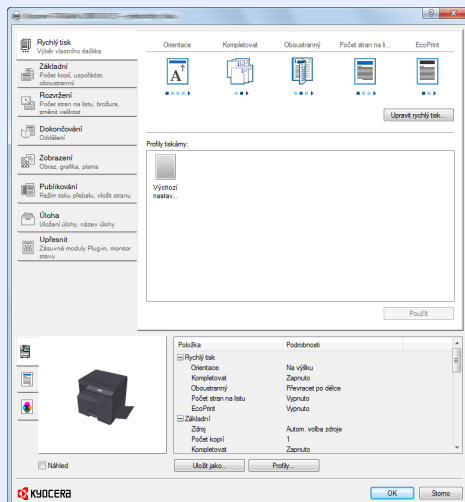 Rychlý tisk
Výběr vlastního tlačítka
Základní
Počet kopií, uspořádat,
oboustranný
Rozvržení
Počet stran na listu, brožura,
změnit velikost
Dokončování
Oddělení
Zobrazení
Obraz, grafika, písma
Publikování
Režim tisku přebalu, vložit stranu
Úloha
Uložení úlohy, název úlohy
Upřesnit
Zásuvné moduly Plug-in, monitor
stavu
Orientace Kompletovat Oboustranný Počet stran na li... EcoPrint
Upravit rychlý tisk...
Profily tiskárny:
Výchozí
nastav...
Použít
Položka Podrobnosti
Rychlý tisk
Orientace Na výšku
Kompletovat Zapnuto
Oboustranný Převracet po délce
Počet stran na listu Vypnuto
EcoPrint Vypnuto
Základní
Zdroj Autom. volba zdroje
Počet kopií 1
Kompletovat Zapnuto
Náhled
Uložit jako... Profily...
KYOCERA
OK Storno